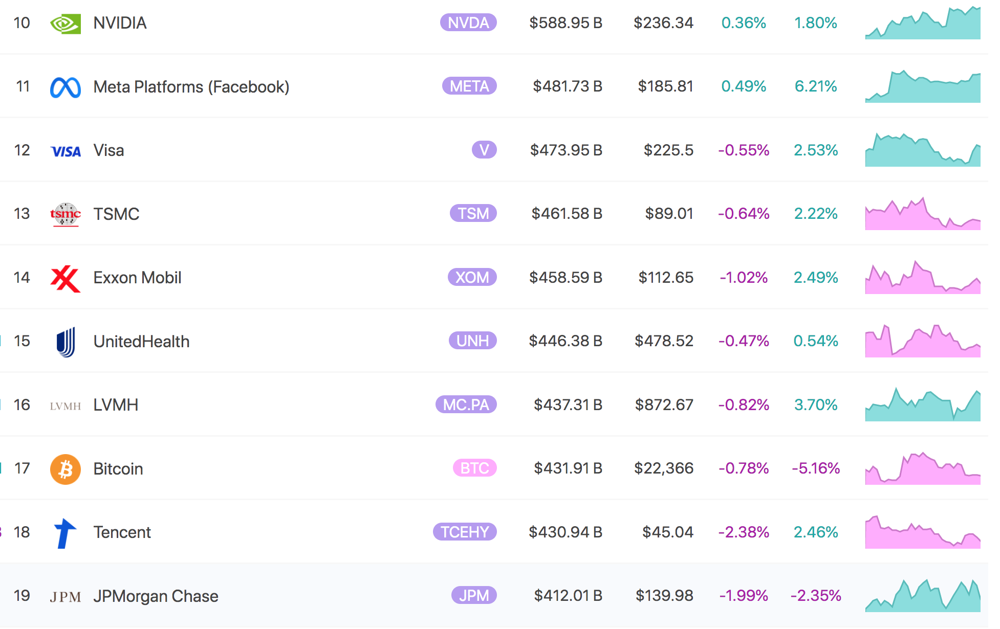 10 NVIDIA NVDA $588.95 B $236.34 0.36% 1.80%
11 Meta Platforms (Facebook) META $481.73 B $185.81 0.49% 6.21%
12 VISA Visa V $473.95 B $225.5 -0.55% 2.53%
13 tsmc TSMC TSM $461.58 B $89.01 -0.64% 2.22%
14 Exxon Mobil XOM $458.59 B $112.65 -1.02% 2.49%
15 UnitedHealth UNH $446.38 B $478.52 -0.47% 0.54%
16 LVMH LVMH MC.PA $437.31 B $872.67 -0.82% 3.70%
17 Bitcoin BTC $431.91 B $22,366 -0.78% -5.16%
18 Tencent TCEHY $430.94 B $45.04 -2.38% 2.46%
19 JPM JPMorgan Chase JPM $412.01 B $139.98 -1.99% -2.35%